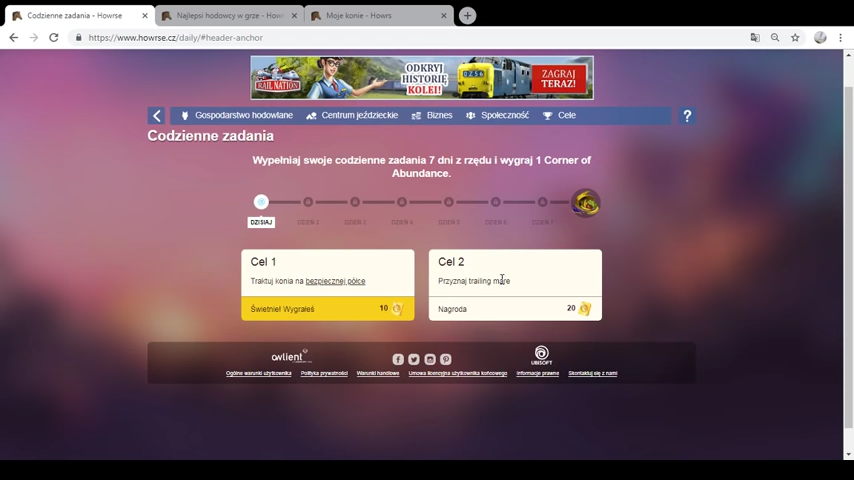 Codzienne zadania - Howrse
Najlepsi hodowcy w grze - Howr
Moje konie - Howrs
https://www.howrse.cz/daily/#header-anchor
RAIL NATION
ODKRYJ
HISTORIĘ
KOLEI!
ZAGRAJ
TERAZ!
Gospodarstwo hodowlane
Centrum jeździeckie
Biznes
Społeczność
Cele
?
Codzienne zadania
Wypełniaj swoje codzienne zadania 7 dni z rzędu i wygraj 1 Corner of
Abundance.
DZISIAJ
DZIEŃ 2
DZIEŃ 3
DZIEŃ 4
DZIEŃ 5
DZIEŃ 6
DZIEŃ 7
Cel 1
Traktuj konia na bezpiecznej półce
Świetnie! Wygrałeś 10
Cel 2
Przyznaj trailing mare
Nagroda 20
owlient
UBISOFT
Ogólne warunki użytkownika
Polityka prywatności
Warunki handlowe
Umowa licencyjna użytkownika końcowego
Informacje prawne
Skontaktuj się z nami